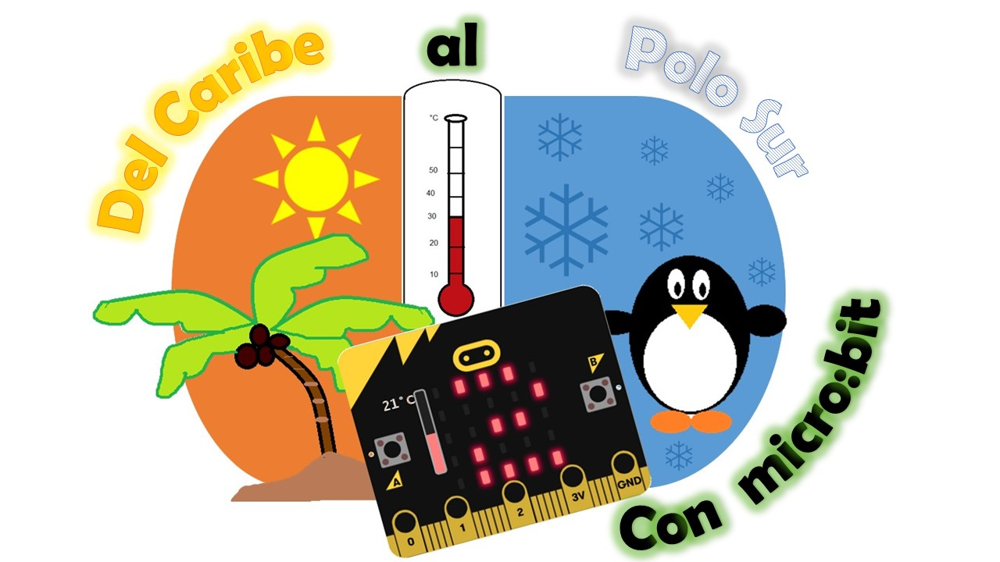 Del Caribe
al
Polo Sur
°C
50
40
30
20
10
21°C
B
A
0
1
2
3V
GND
Con micro:bit